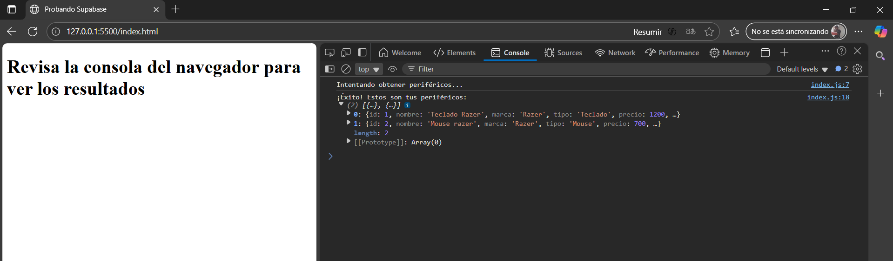 Probando Supabase
127.0.0.1:5500/index.html
Resumir
No se está sincronizando
Revisa la consola del navegador para
ver los resultados
Welcome
Elements
Console
Sources
Network
Performance
Memory
top
Filter
Default levels
2
Intentando obtener periféricos...
index.js:7
¡Éxito! Estos son tus periféricos:
index.js:18
(2) [{…}, {…}]
0: {id: 1, nombre: 'Teclado Razer', marca: 'Razer', tipo: 'Teclado', precio: 1200, …}
1: {id: 2, nombre: 'Mouse razer', marca: 'Razer', tipo: 'Mouse', precio: 700, …}
length: 2
[[Prototype]]: Array(0)